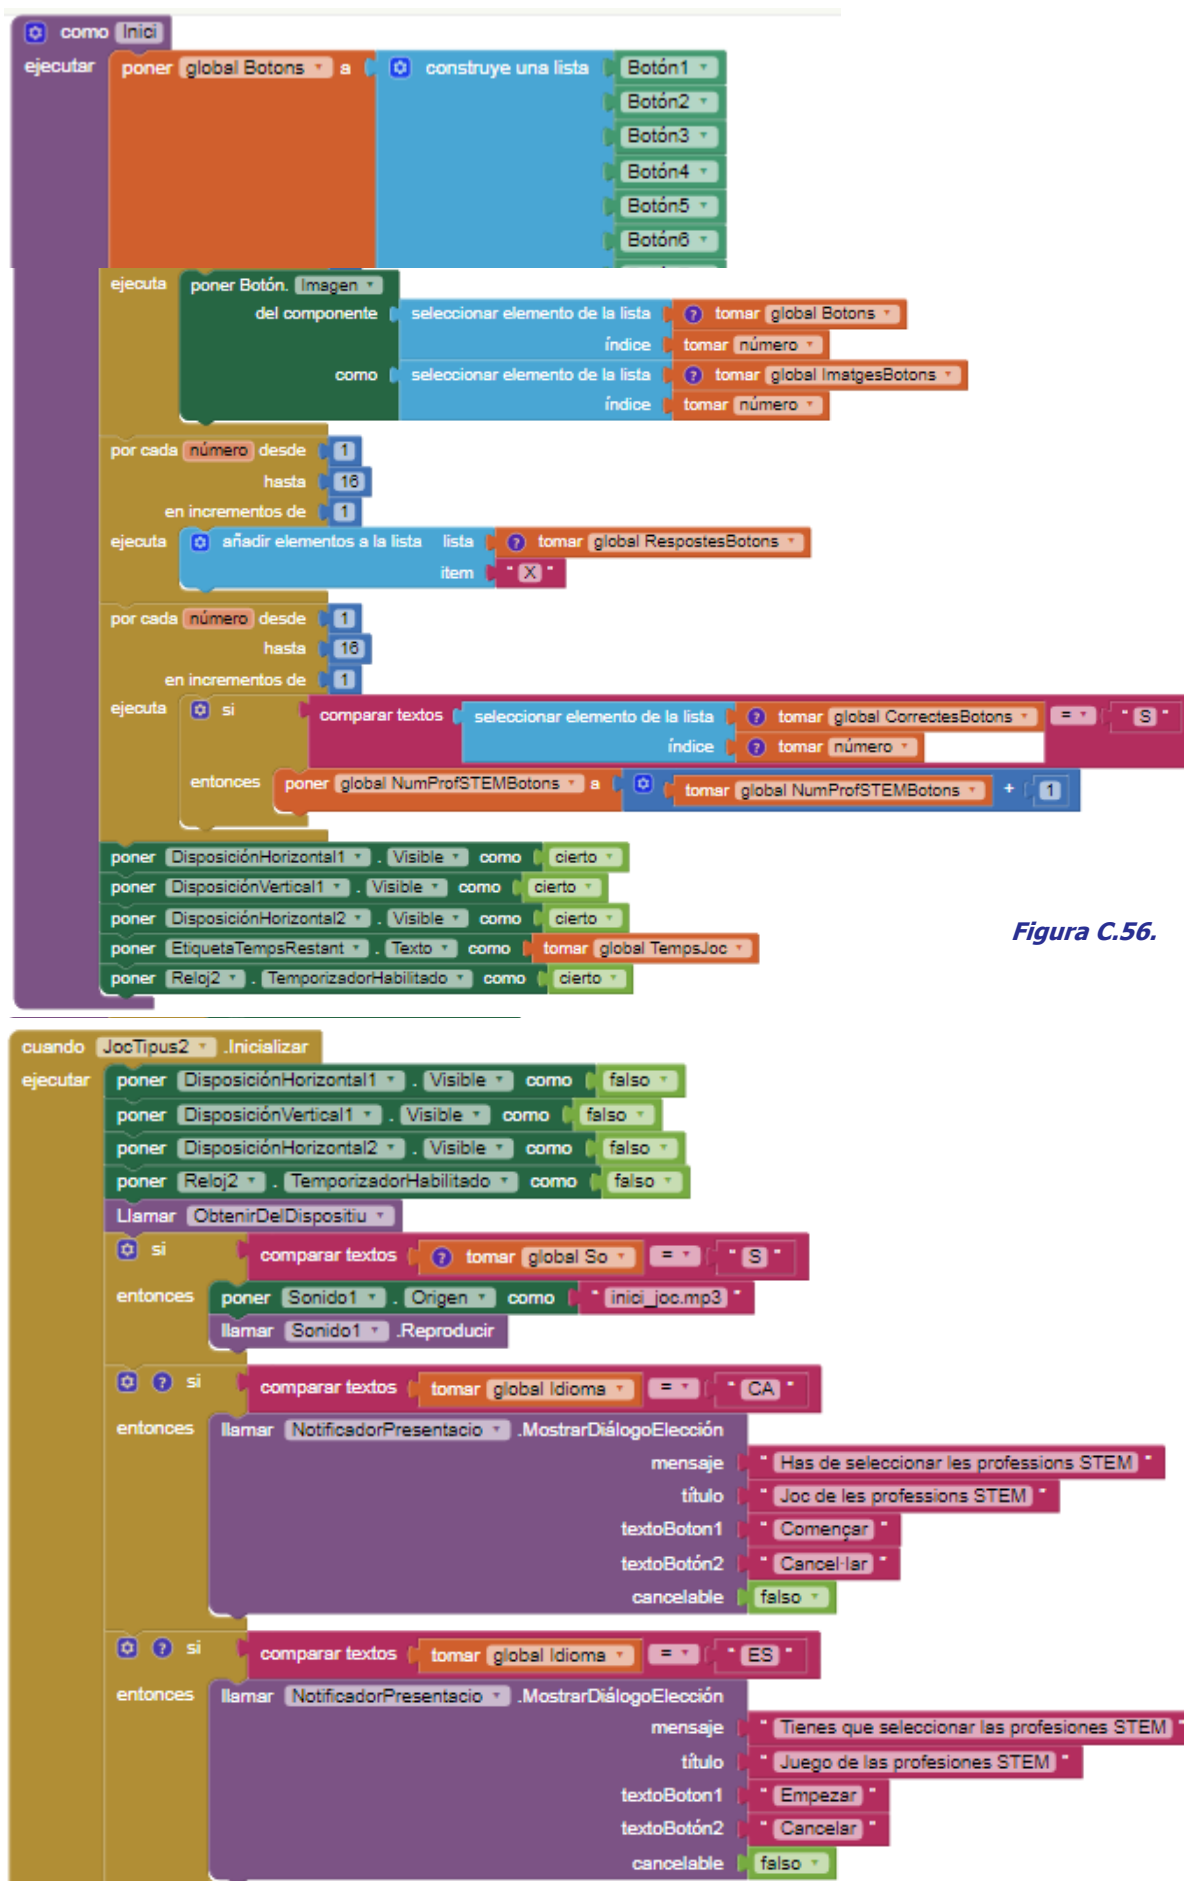 como Inici
ejecutar poner global Botons a construye una lista Botón1
Botón2
Botón3
Botón4
Botón5
Botón6
ejecuta poner Botón. Imagen
del componente seleccionar elemento de la lista tomar global Botons
índice tomar número
como seleccionar elemento de la lista tomar global ImatgesBotons
índice tomar número
por cada número desde 1
hasta 16
en incrementos de 1
ejecuta añadir elementos a la lista lista tomar global RespostesBotons
item " X "
por cada número desde 1
hasta 16
en incrementos de 1
ejecuta si comparar textos seleccionar elemento de la lista tomar global CorrectesBotons = " S "
índice tomar número
entonces poner global NumProfSTEMBotons a tomar global NumProfSTEMBotons + 1
poner DisposiciónHorizontal1 . Visible como cierto
poner DisposiciónVertical1 . Visible como cierto
poner DisposiciónHorizontal2 . Visible como cierto
poner EtiquetaTempsRestant . Texto como tomar global TempsJoc
poner Reloj2 . TemporizadorHabilitado como cierto
Figura C.56.
cuando JocTipus2 .Inicializar
ejecutar poner DisposiciónHorizontal1 . Visible como falso
poner DisposiciónVertical1 . Visible como falso
poner DisposiciónHorizontal2 . Visible como falso
poner Reloj2 . TemporizadorHabilitado como falso
Llamar ObtenirDelDispositiu
si comparar textos tomar global So = " S "
entonces poner Sonido1 . Origen como " inici_joc.mp3 "
llamar Sonido1 .Reproducir
si comparar textos tomar global Idioma = " CA "
entonces llamar NotificadorPresentacio .MostrarDiálogoElección
mensaje " Has de seleccionar les professions STEM "
título " Joc de les professions STEM "
textoBoton1 " Començar "
textoBotón2 " Cancel·lar "
cancelable falso
si comparar textos tomar global Idioma = " ES "
entonces llamar NotificadorPresentacio .MostrarDiálogoElección
mensaje " Tienes que seleccionar las profesiones STEM "
título " Juego de las profesiones STEM "
textoBoton1 " Empezar "
textoBotón2 " Cancelar "
cancelable falso